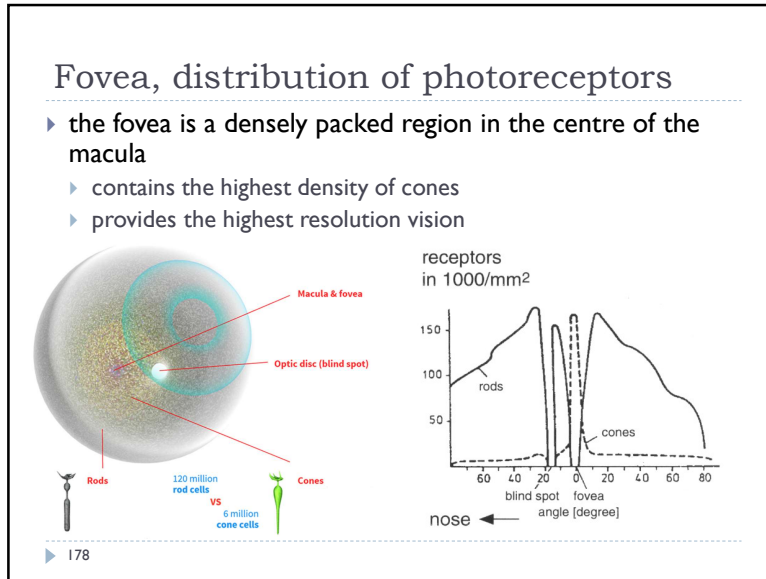 Fovea, distribution of photoreceptors
the fovea is a densely packed region in the centre of the
macula
contains the highest density of cones
provides the highest resolution vision
Macula & fovea
Optic disc (blind spot)
Rods
120 million
rod cells
VS
6 million
cone cells
Cones
receptors
in 1000/mm²
150
100
50
rods
cones
60 40 20 0 20 40 60 80
blind spot fovea
angle [degree]
nose
178